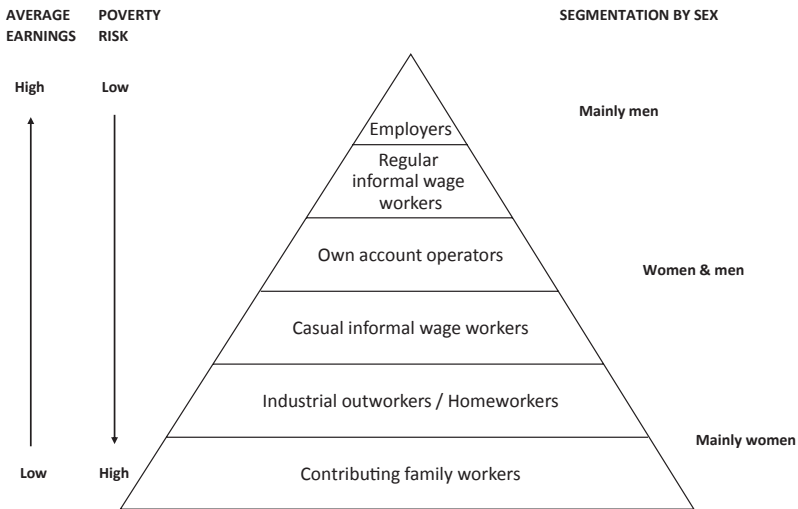 AVERAGE
EARNINGS
POVERTY
RISK
SEGMENTATION BY SEX
High
Low
Mainly men
Employers
Regular
informal wage
workers
Own account operators
Women & men
Casual informal wage workers
Industrial outworkers / Homeworkers
Mainly women
Low
High
Contributing family workers